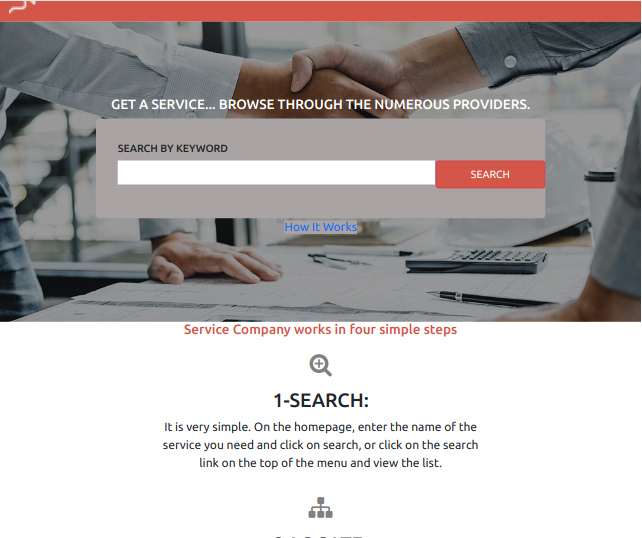 GET A SERVICE... BROWSE THROUGH THE NUMEROUS PROVIDERS.
SEARCH BY KEYWORD
SEARCH
How It Works
Service Company works in four simple steps
1-SEARCH:
It is very simple. On the homepage, enter the name of the
service you need and click on search, or click on the search
link on the top of the menu and view the list.